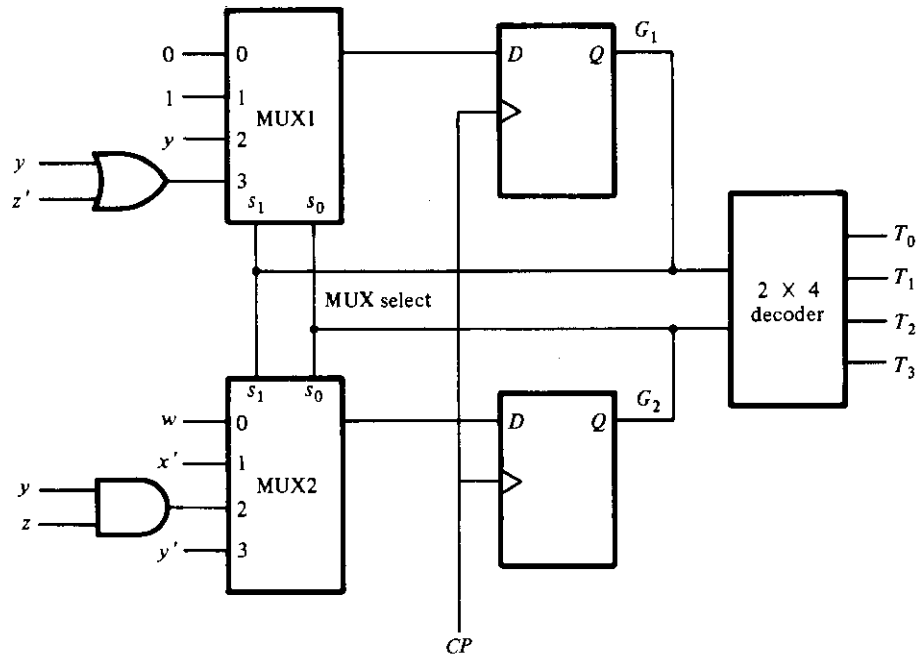 G₁
0
0
D
Q
1
1
MUX1
y
2
y
z′
3
s₁
s₀
T₀
T₁
2 × 4
decoder
T₂
T₃
MUX select
s₁
s₀
G₂
w
0
D
Q
x′
1
MUX2
y
z
2
y′
3
CP